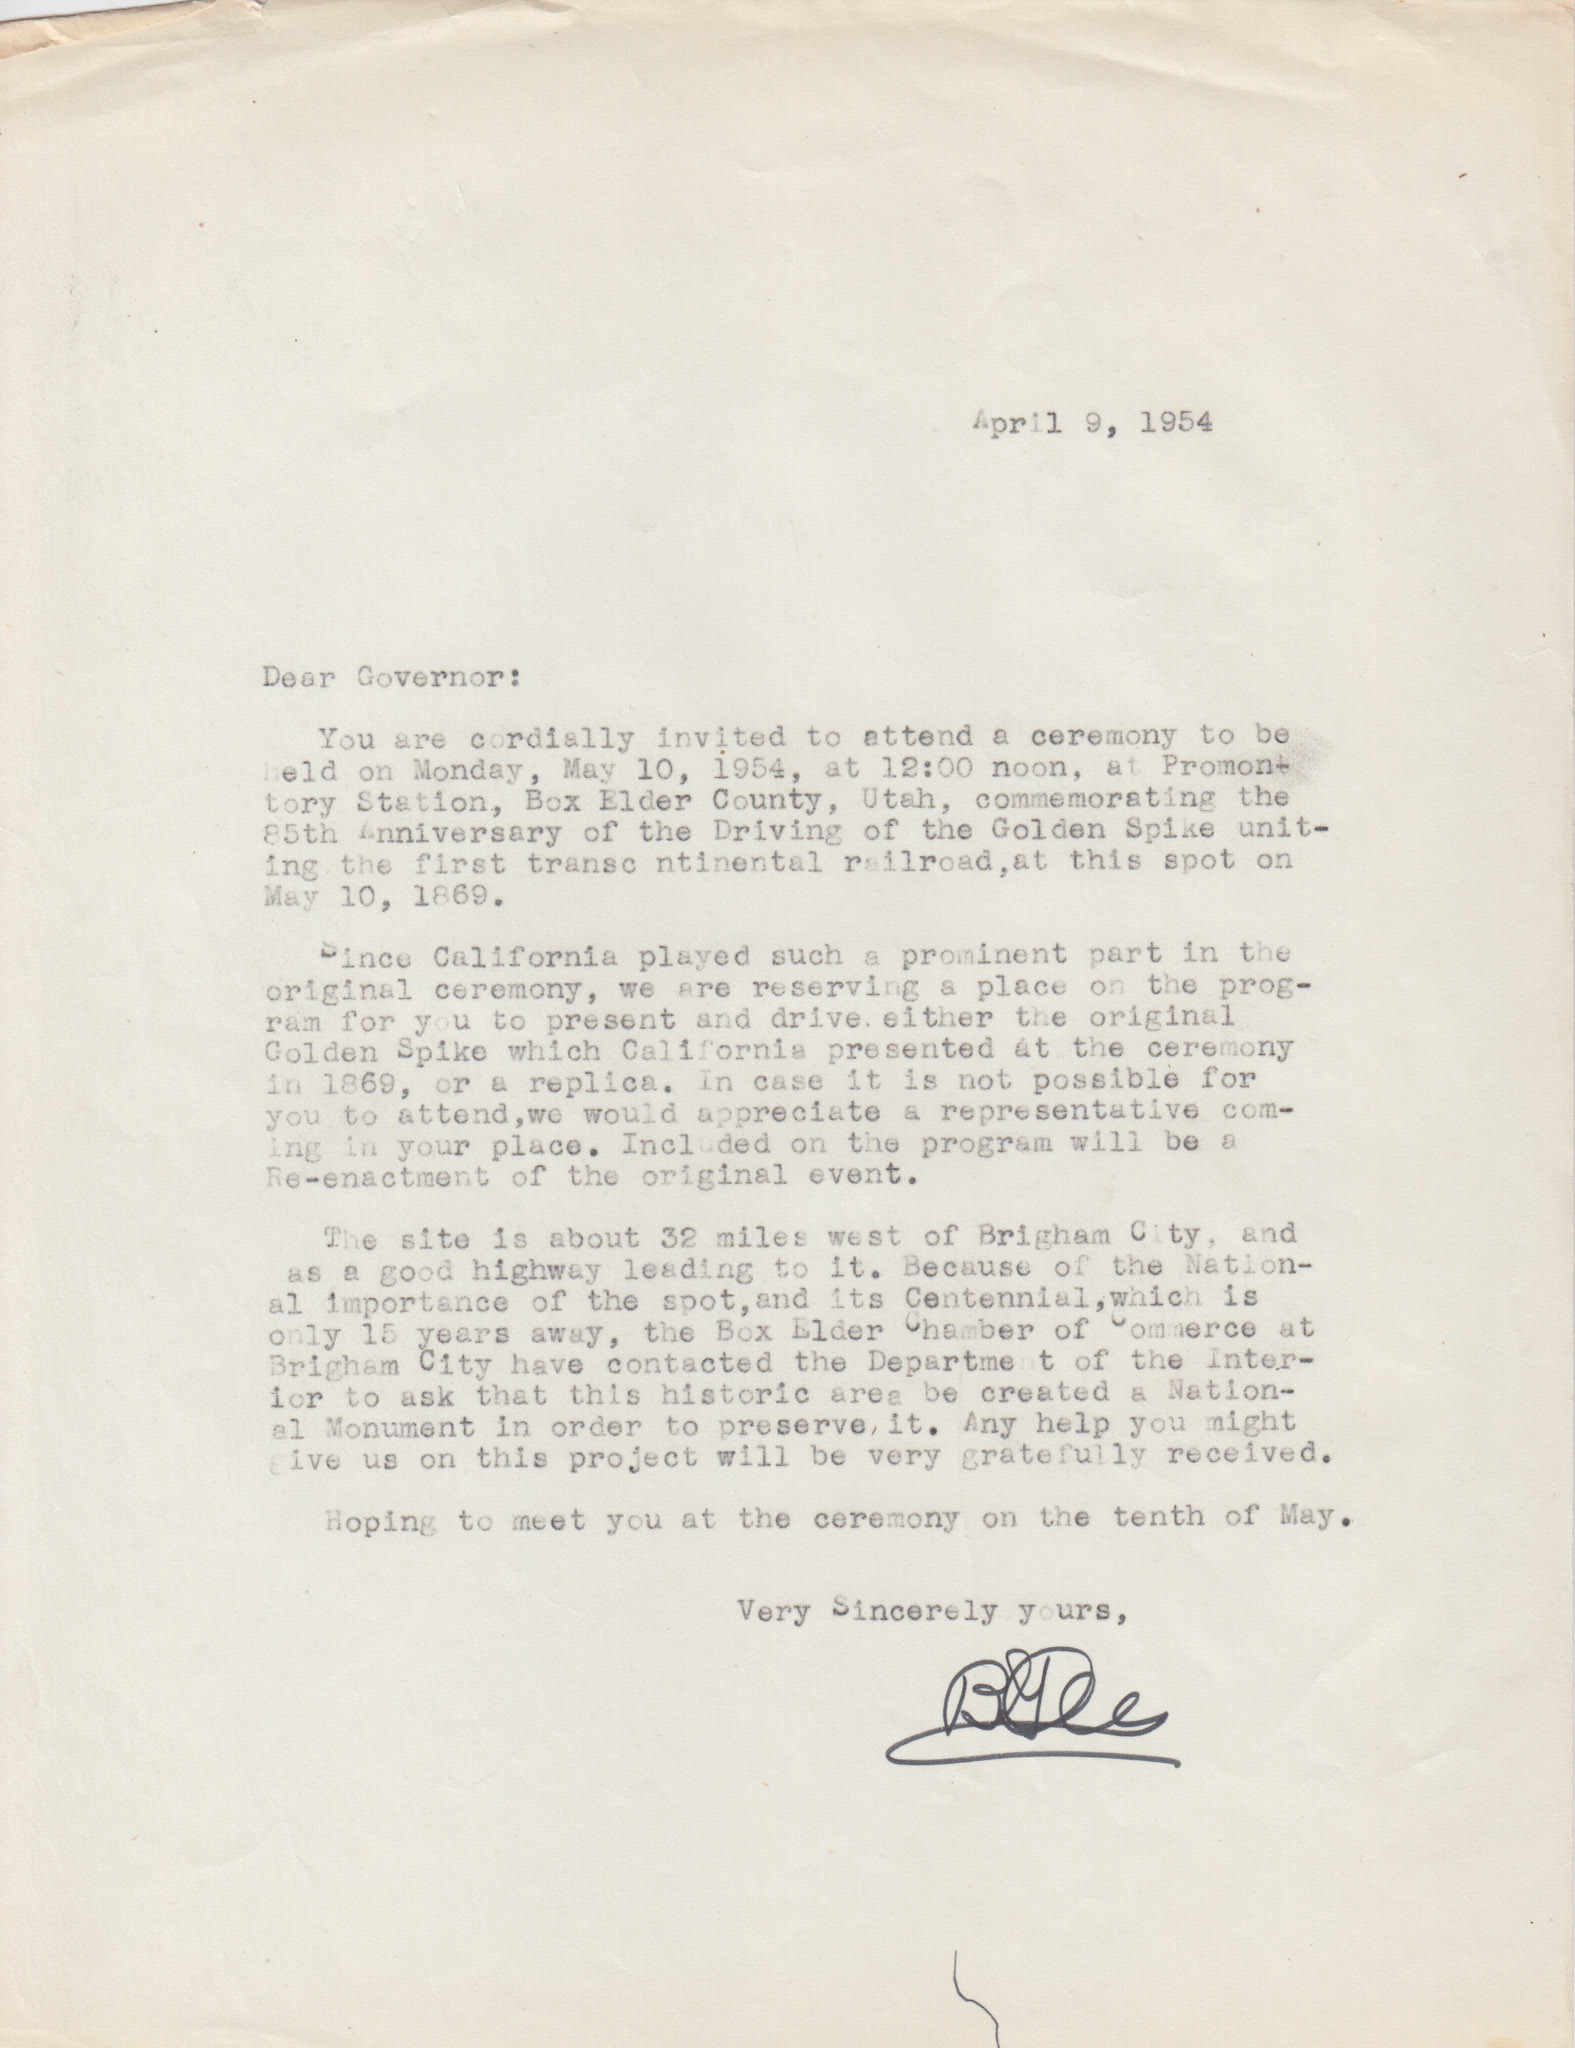 April 9, 1954
Dear Governor:
You are cordially invited to attend a ceremony to be
held on Monday, May 10, 1954, at 12:00 noon, at Promont-
tory Station, Box Elder County, Utah, commemorating the
85th Anniversary of the Driving of the Golden Spike unit-
ing the first transc ntinental railroad,at this spot on
May 10, 1869.
Since California played such a prominent part in the
original ceremony, we are reserving a place on the prog-
ram for you to present and drive either the original
Golden Spike which California presented at the ceremony
in 1869, or a replica. In case it is not possible for
you to attend,we would appreciate a representative com-
ing in your place. Included on the program will be a
Re-enactment of the original event.
The site is about 32 miles west of Brigham City, and
as a good highway leading to it. Because of the Nation-
al importance of the spot,and its Centennial,which is
only 15 years away, the Box Elder Chamber of Commerce at
Brigham City have contacted the Department of the Inter-
ior to ask that this historic area be created a Nation-
al Monument in order to preserve,it. Any help you might
give us on this project will be very gratefully received.
Hoping to meet you at the ceremony on the tenth of May.
Very Sincerely yours,